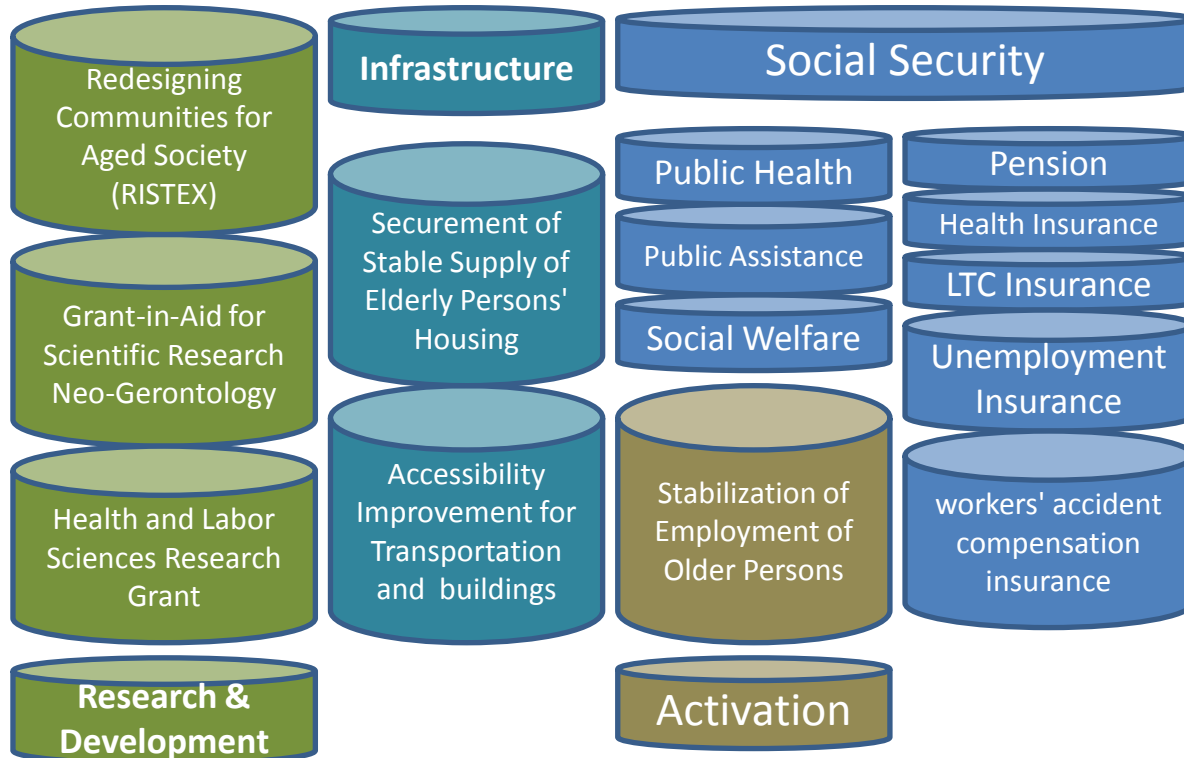 Redesigning
Communities for
Aged Society
(RISTEX)
Grant-in-Aid for
Scientific Research
Neo-Gerontology
Health and Labor
Sciences Research
Grant
Research &
Development
Infrastructure
Securement of
Stable Supply of
Elderly Persons'
Housing
Accessibility
Improvement for
Transportation
and buildings
Social Security
Public Health
Public Assistance
Social Welfare
Stabilization of
Employment of
Older Persons
Activation
Pension
Health Insurance
LTC Insurance
Unemployment
Insurance
workers' accident
compensation
insurance